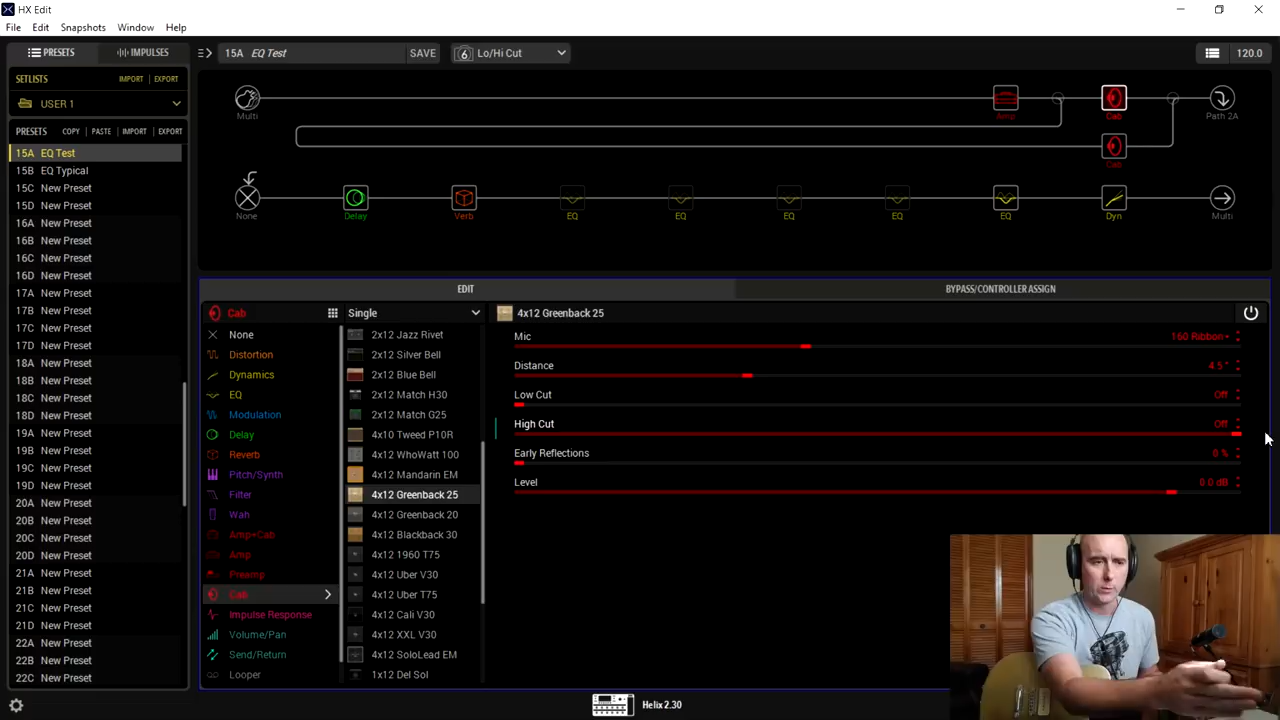 HX Edit
File Edit Snapshots Window Help
PRESETS IMPULSES
SETLISTS IMPORT EXPORT
USER 1
PRESETS COPY PASTE IMPORT EXPORT
15A EQ Test
15B EQ Typical
15C New Preset
15D New Preset
16A New Preset
16B New Preset
16C New Preset
16D New Preset
17A New Preset
17B New Preset
17C New Preset
17D New Preset
18A New Preset
18B New Preset
18C New Preset
18D New Preset
19A New Preset
19B New Preset
19C New Preset
19D New Preset
20A New Preset
20B New Preset
20C New Preset
20D New Preset
21A New Preset
21B New Preset
21C New Preset
21D New Preset
22A New Preset
22B New Preset
22C New Preset
15A EQ Test SAVE 6 Lo/Hi Cut 120.0
Multi Amp Cab Path 2A
Cab
None Delay Verb EQ EQ EQ EQ EQ Dyn Multi
EDIT BYPASS/CONTROLLER ASSIGN
Cab
None
Distortion
Dynamics
EQ
Modulation
Delay
Reverb
Pitch/Synth
Filter
Wah
Amp+Cab
Amp
Preamp
Cab
Impulse Response
Volume/Pan
Send/Return
Looper
Single
2x12 Jazz Rivet
2x12 Silver Bell
2x12 Blue Bell
2x12 Match H30
2x12 Match G25
4x10 Tweed P10R
4x12 WhoWatt 100
4x12 Mandarin EM
4x12 Greenback 25
4x12 Greenback 20
4x12 Blackback 30
4x12 1960 T75
4x12 Uber V30
4x12 Uber T75
4x12 Cali V30
4x12 XXL V30
4x12 SoloLead EM
1x12 Del Sol
4x12 Greenback 25
Mic 160 Ribbon
Distance 4.5 "
Low Cut Off
High Cut Off
Early Reflections 0 %
Level 0.0 dB
Helix 2.30